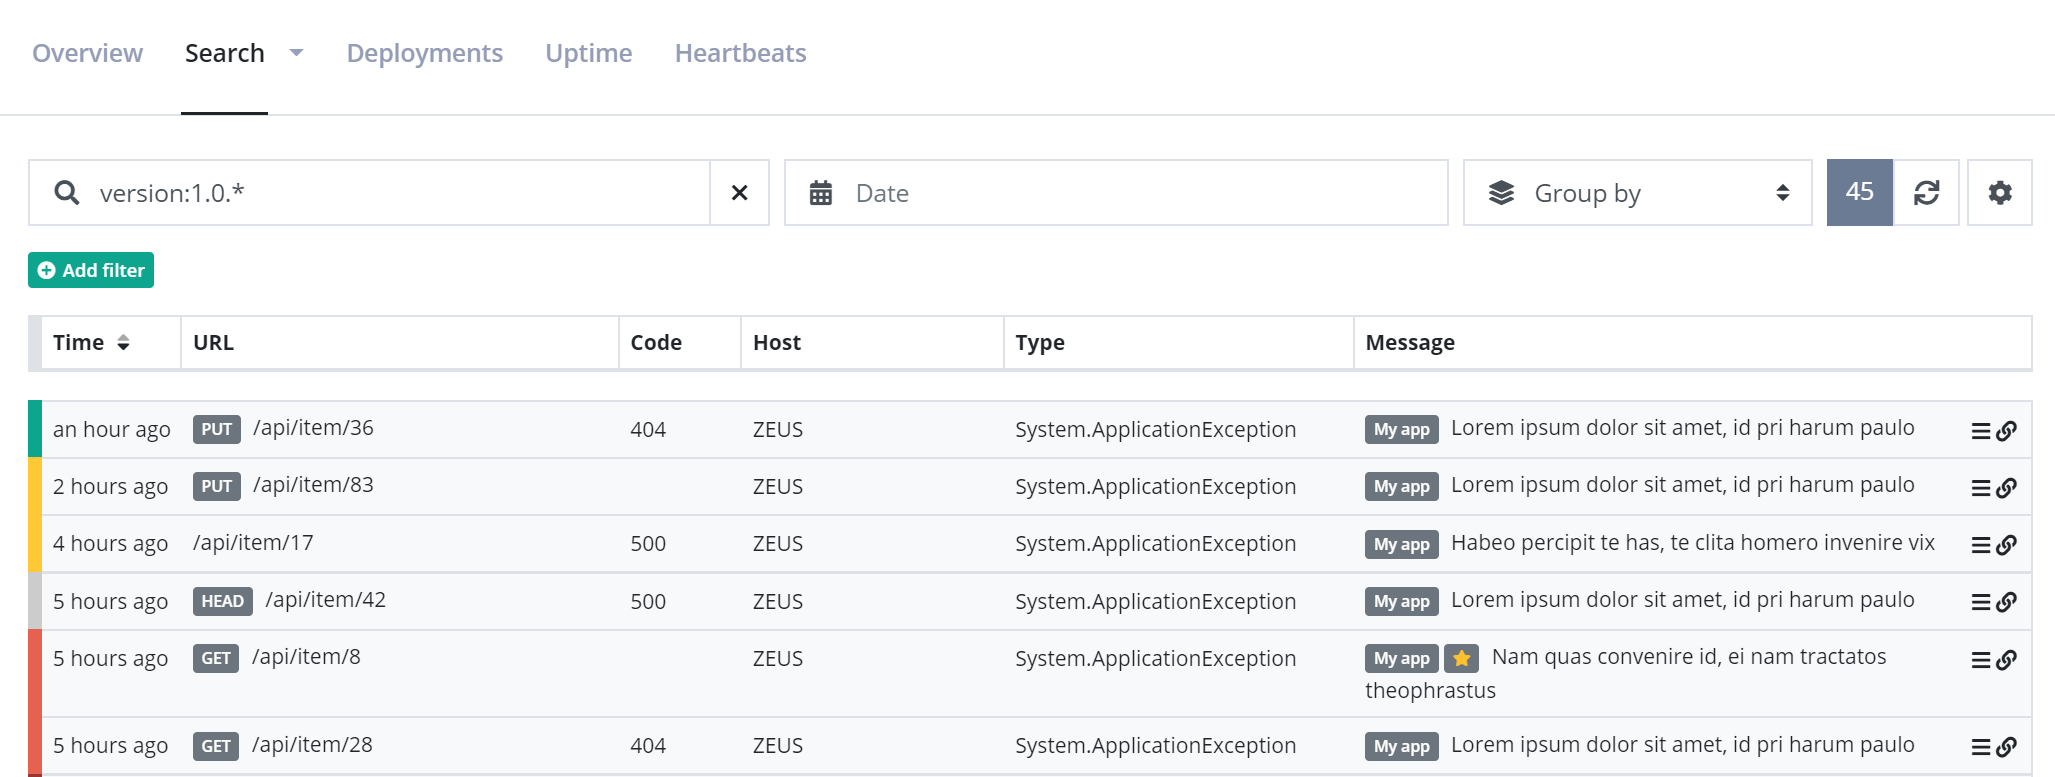 Overview Search Deployments Uptime Heartbeats
version:1.0.* Date Group by 45
Add filter
Time URL Code Host Type Message
an hour ago PUT /api/item/36 404 ZEUS System.ApplicationException My app Lorem ipsum dolor sit amet, id pri harum paulo
2 hours ago PUT /api/item/83 ZEUS System.ApplicationException My app Lorem ipsum dolor sit amet, id pri harum paulo
4 hours ago /api/item/17 500 ZEUS System.ApplicationException My app Habeo percipit te has, te clita homero invenire vix
5 hours ago HEAD /api/item/42 500 ZEUS System.ApplicationException My app Lorem ipsum dolor sit amet, id pri harum paulo
5 hours ago GET /api/item/8 ZEUS System.ApplicationException My app Nam quas convenire id, ei nam tractatos
theophrastus
5 hours ago GET /api/item/28 404 ZEUS System.ApplicationException My app Lorem ipsum dolor sit amet, id pri harum paulo